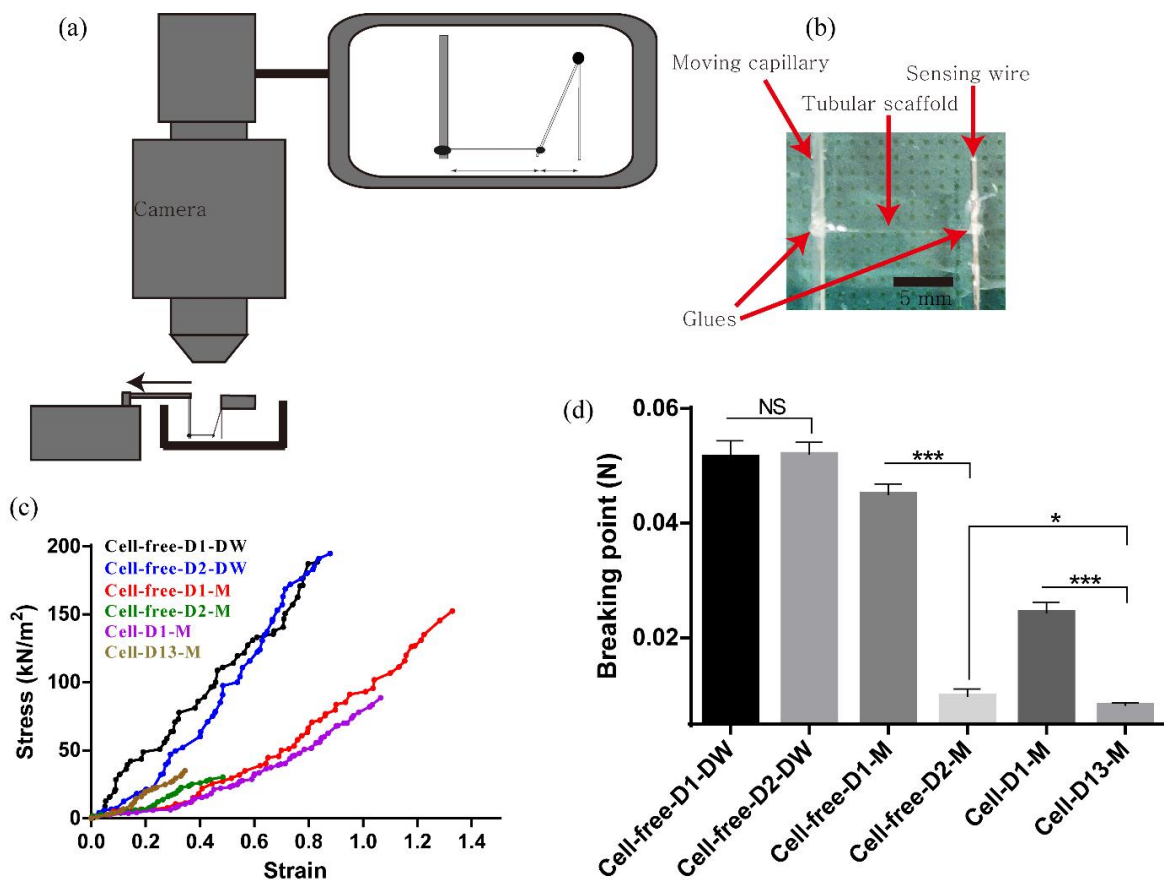 (a)
Camera
(b)
Moving capillary
Sensing wire
Tubular scaffold
5 mm
Glues
(c)
200
150
100
50
0
Stress (kN/m²)
Cell-free-D1-DW
Cell-free-D2-DW
Cell-free-D1-M
Cell-free-D2-M
Cell-D1-M
Cell-D13-M
0.0 0.2 0.4 0.6 0.8 1.0 1.2 1.4
Strain
(d)
0.06
0.04
0.02
Breaking point (N)
NS
***
*
***
Cell-free-D1-DW
Cell-free-D2-DW
Cell-free-D1-M
Cell-free-D2-M
Cell-D1-M
Cell-D13-M